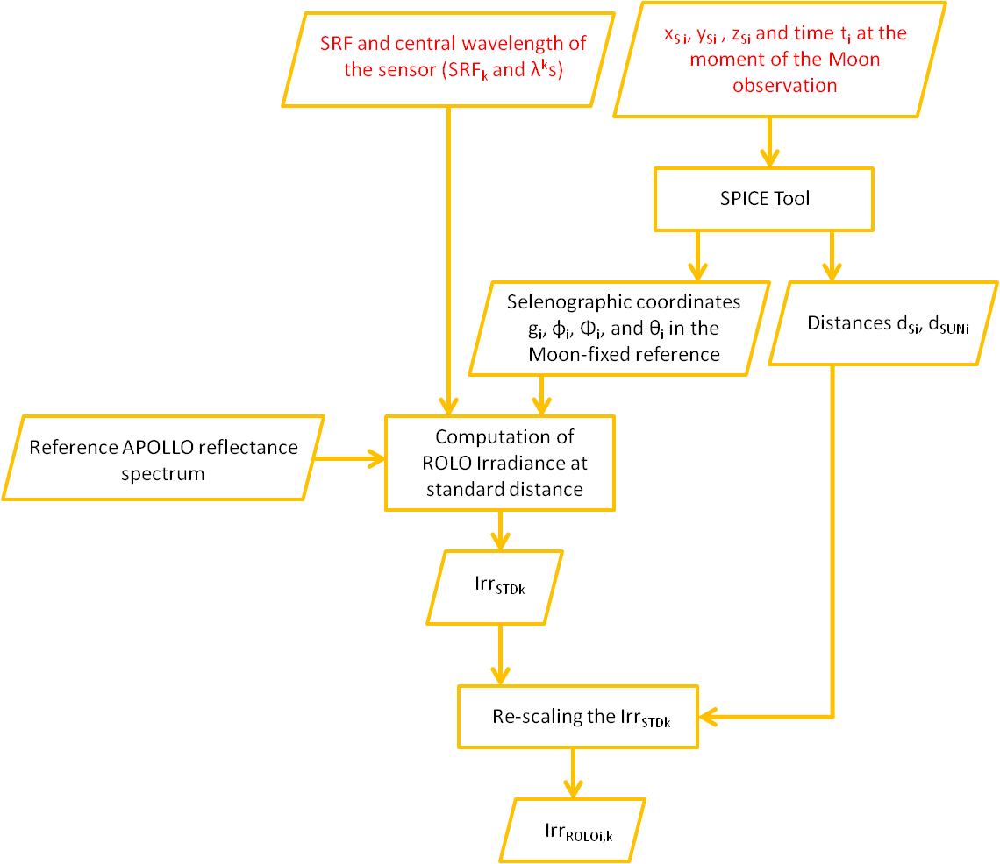 SRF and central wavelength of
the sensor (SRFk and λks)
xSi, ySi , zSi and time ti at the
moment of the Moon
observation
SPICE Tool
Selenographic coordinates
gi, ϕi, Φi, and θi in the
Moon-fixed reference
Distances dSi, dSUNi
Reference APOLLO reflectance
spectrum
Computation of
ROLO Irradiance at
standard distance
IrrSTDk
Re-scaling the IrrSTDk
IrrROLOi,k